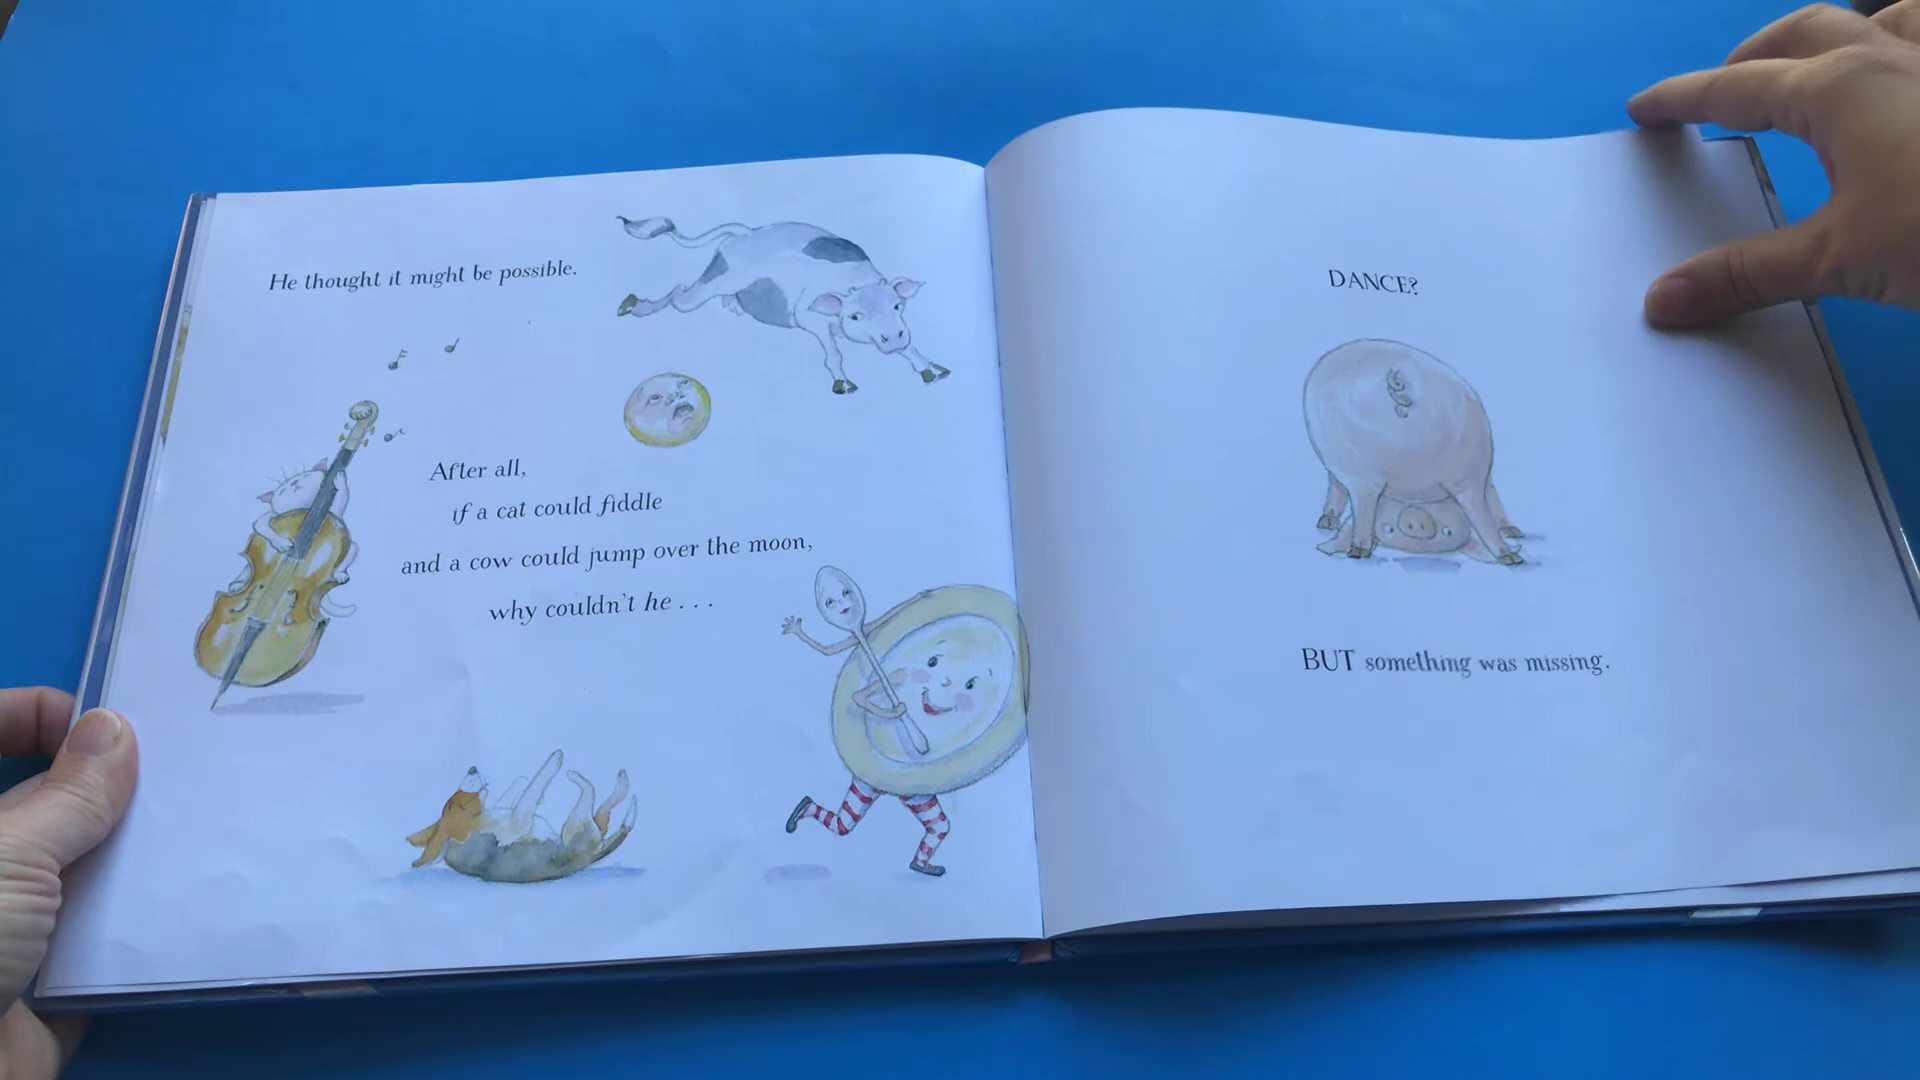 He thought it might be possible.
After all,
if a cat could fiddle
and a cow could jump over the moon,
why couldn't he . . .
DANCE?
BUT something was missing.